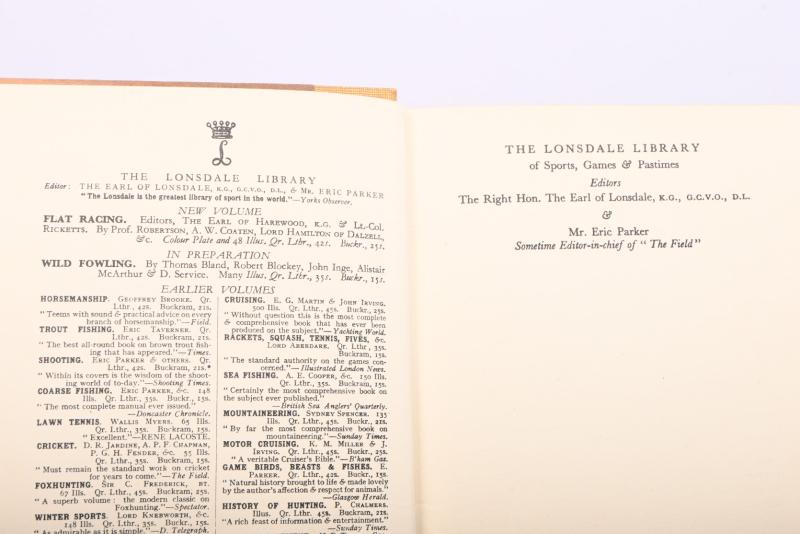 L
THE LONSDALE LIBRARY
Editor: THE EARL OF LONSDALE, K.G., G.C.V.O., D.L., & MR. ERIC PARKER
"The Lonsdale is the greatest library of sport in the world."—Yorks Observer.
NEW VOLUME
FLAT RACING. Editors, THE EARL OF HAREWOOD, K.G. & LT.-COL.
RICKETTS. By PROF. ROBERTSON, A. W. COATEN, LORD HAMILTON OF DALZELL,
&c. Colour Plate and 48 Illus. Qr. Lthr., 42s. Buckr., 25s.
IN PREPARATION
WILD FOWLING. By Thomas Bland, Robert Blockey, John Inge, Alistair
McArthur & D. Service. Many Illus. Qr. Lthr., 35s. Buckr., 15s.
EARLIER VOLUMES
HORSEMANSHIP. GEOFFREY BROOKE. Qr.
Lthr., 42s. Buckram, 21s.
"Teems with sound & practical advice on every
branch of horsemanship."—Field.
TROUT FISHING. ERIC TAVERNER. Qr.
Lthr., 42s. Buckram, 21s.
"The best all-round book on brown trout fish-
ing that has appeared."—Times.
SHOOTING. ERIC PARKER & OTHERS. Qr.
Lthr., 42s. Buckram, 21s.*
"Within its covers is the wisdom of the shoot-
ing world of to-day."—Shooting Times.
COARSE FISHING. ERIC PARKER, &c. 148
Ills. Qr. Lthr., 35s. Buckr., 15s.
"The most complete manual ever issued."
—Doncaster Chronicle.
LAWN TENNIS. WALLIS MYERS. 65 Ills.
Qr. Lthr., 35s. Buckram, 15s.
"Excellent."—RENE LACOSTE.
CRICKET. D. R. JARDINE, A. P. F. CHAPMAN,
P. G. H. FENDER, &c. 55 Ills.
Qr. Lthr., 35s. Buckram, 15s.
"Must remain the standard work on cricket
for years to come."—The Field.
FOXHUNTING. SIR C. FREDERICK, BT.
67 Ills. Qr. Lthr., 45s. Buckram,
"A superb volume: the modern classic on
Foxhunting."—Spectator.
WINTER SPORTS. LORD KNEBWORTH, &c.
148 Ills. Qr. Lthr., 35s. Buckr., 15s.
"As admirable as it is simple."—D. Telegraph.
CRUISING. E. G. MARTIN & JOHN IRVING.
300 Ills. Qr. Lthr., 45s. Buckr., 25s.
"Without question this is the most complete
& comprehensive book that has ever been
produced on the subject."—Yachting World.
RACKETS, SQUASH, TENNIS, FIVES, &c.
LORD ABERDARE. Qr. Lthr., 35s.
Buckram, 15s.
"The standard authority on the games con-
cerned."—Illustrated London News.
SEA FISHING. A. E. COOPER, &c. 150 Ills.
Qr. Lthr., 35s. Buckram, 15s.
"Certainly the most comprehensive book on
the subject ever published."
—British Sea Anglers' Quarterly.
MOUNTAINEERING. SYDNEY SPENCER. 135
Ills. Qr. Lthr., 45s. Buckr., 21s.
"By far the most comprehensive book on
mountaineering."—Sunday Times.
MOTOR CRUISING. K. M. MILLER & J.
IRVING. Qr. Lthr., 45s. Buckr., 21s.
"A veritable Cruiser's Bible."—B'ham Gaz.
GAME BIRDS, BEASTS & FISHES. E.
PARKER. Qr. Lthr., 42s. Buckr., 15s.
"Natural history brought to life & made lovely
by the author's affection & respect for animals."
—Glasgow Herald.
HISTORY OF HUNTING. P. CHALMERS.
Ills. Qr. Lthr., 45s. Buckram, 21s.
"A rich feast of information & entertainment."
—Sunday Times.
THE LONSDALE LIBRARY
of Sports, Games & Pastimes
Editors
The Right Hon. The Earl of Lonsdale, K.G., G.C.V.O., D.L.
&
Mr. Eric Parker
Sometime Editor-in-chief of "The Field"